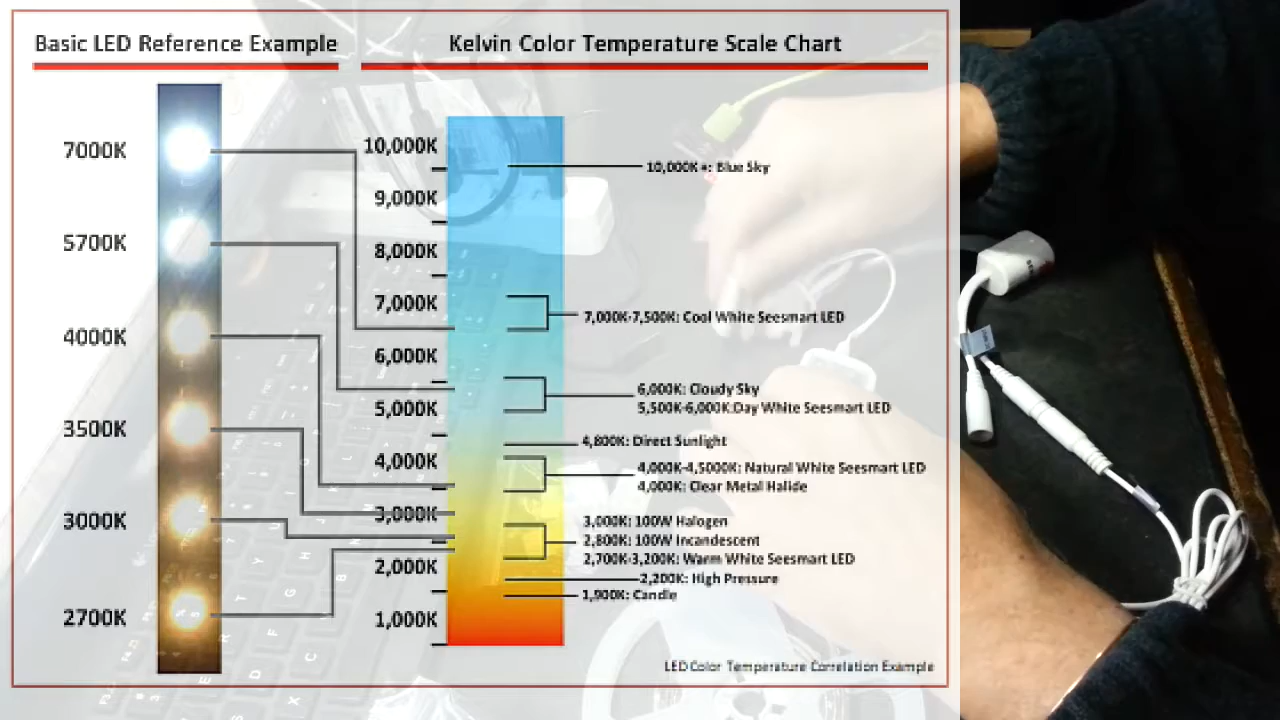 Basic LED Reference Example
Kelvin Color Temperature Scale Chart
7000K
5700K
4000K
3500K
3000K
2700K
10,000K
9,000K
8,000K
7,000K
6,000K
5,000K
4,000K
3,000K
2,000K
1,000K
10,000K+: Blue Sky
7,000K-7,500K: Cool White Seesmart LED
6,000K: Cloudy Sky
5,500K-6,000K:Day White Seesmart LED
4,800K: Direct Sunlight
4,000K-4,5000K: Natural White Seesmart LED
4,000K: Clear Metal Halide
3,000K: 100W Halogen
2,800K: 100W Incandescent
2,700K-3,200K: Warm White Seesmart LED
2,200K: High Pressure
1,900K: Candle
LED Color Temperature Correlation Example